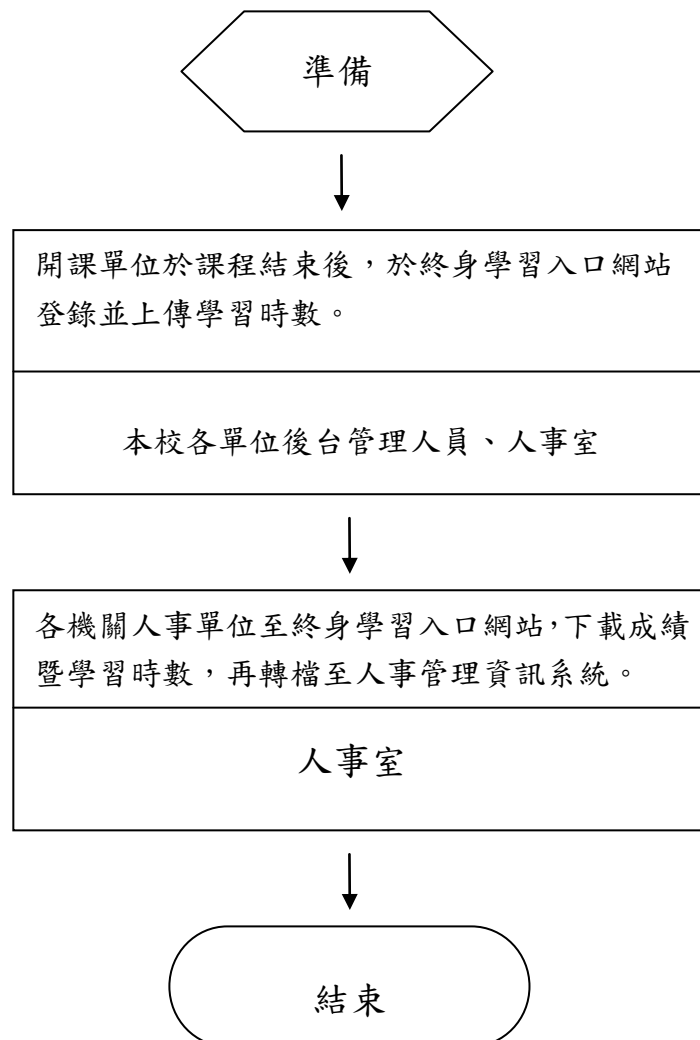 準備
開課單位於課程結束後，於終身學習入口網站
登錄並上傳學習時數。
本校各單位後台管理人員、人事室
各機關人事單位至終身學習入口網站,下載成績
暨學習時數，再轉檔至人事管理資訊系統。
人事室
結束